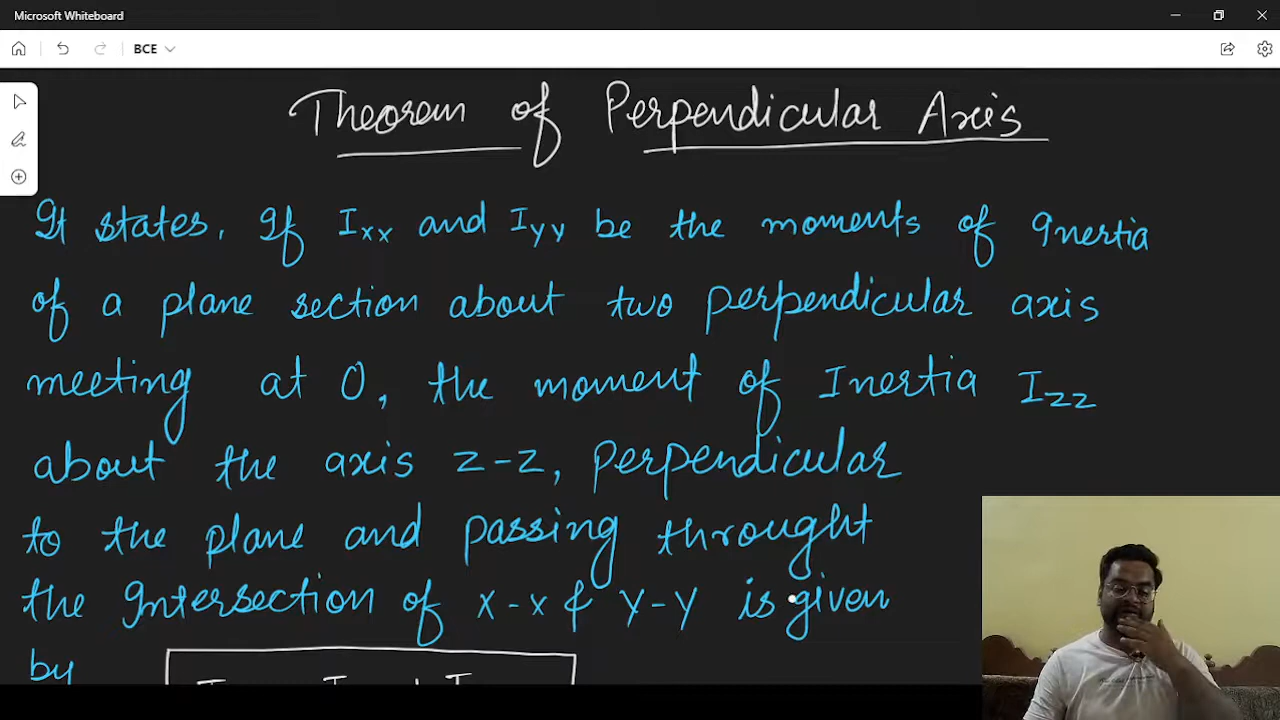 Microsoft Whiteboard
BCE
Theorem of Perpendicular Axis
It states, If Ixx and Iyy be the moments of Inertia
of a plane section about two perpendicular axis
meeting at O, the moment of Inertia Izz
about the axis z-z, perpendicular
to the plane and passing throught
the Intersection of X-X & Y-Y is given
by